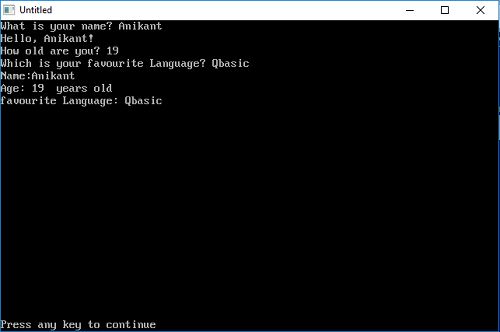 Untitled
What is your name? Anikant
Hello, Anikant!
How old are you? 19
Which is your favourite Language? Qbasic
Name:Anikant
Age: 19  years old
favourite Language: Qbasic
Press any key to continue